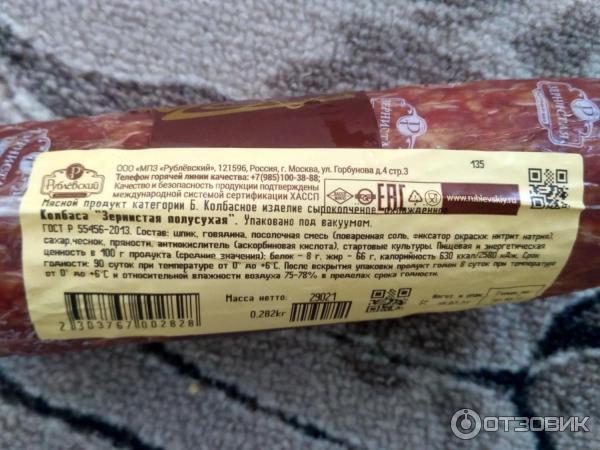 Рублёвский
ООО «МПЗ «Рублёвский», 121596, Россия, г. Москва, ул. Горбунова д.4 стр.3
Телефон горячей линии качества: +7(985)100-38-88;
Качество и безопасность продукции подтверждены
международной системой сертификации ХАССП
135
EAC
www.rublevskiy.ru
Мясной продукт категории Б. Колбасное изделие сырокопченое охлажденное
Колбаса "Зернистая полусухая". Упаковано под вакуумом.
ГОСТ Р 55456-2013. Состав: шпик, говядина, посолочная смесь (поваренная соль, фиксатор окраски: нитрит натрия),
сахар,чеснок, пряности, антиокислитель (аскорбиновая кислота), стартовые культуры. Пищевая и энергетическая
ценность в 100 г продукта (средние значения): белок - 8 г, жир - 66 г, калорийность 630 ккал/2580 кДж. Срок
годности: 90 суток при температуре от 0° до +6°С. После вскрытия упаковки продукт годен 8 суток при температуре
от 0° до +6°С и относительной влажности воздуха 75-78% в пределах срока годности.
Масса нетто:
29021
0.282кг
2303767002828
ЗЕРНИСТАЯ
ОТЗОВИК